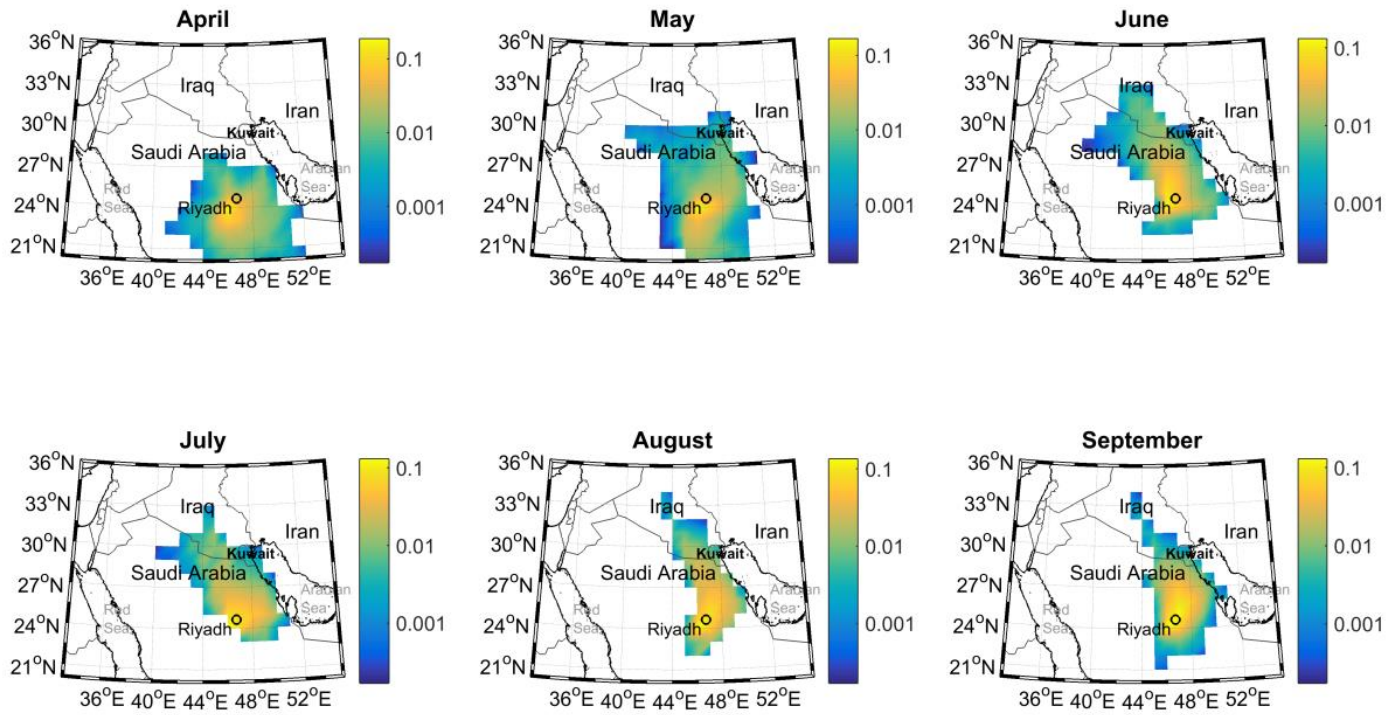 April
May
June
36°N
33°N
30°N
27°N
24°N
21°N
36°E 40°E 44°E 48°E 52°E
Iraq
Iran
Kuwait
Saudi Arabia
Arabian
Sea
Red
Sea
Riyadh
0.1
0.01
0.001
36°N
33°N
30°N
27°N
24°N
21°N
36°E 40°E 44°E 48°E 52°E
Iraq
Iran
Kuwait
Saudi Arabia
Arabian
Sea
Red
Sea
Riyadh
0.1
0.01
0.001
36°N
33°N
30°N
27°N
24°N
21°N
36°E 40°E 44°E 48°E 52°E
Iraq
Iran
Kuwait
Saudi Arabia
Arabian
Sea
Red
Sea
Riyadh
0.1
0.01
0.001
July
August
September
36°N
33°N
30°N
27°N
24°N
21°N
36°E 40°E 44°E 48°E 52°E
Iraq
Iran
Kuwait
Saudi Arabia
Arabian
Sea
Red
Sea
Riyadh
0.1
0.01
0.001
36°N
33°N
30°N
27°N
24°N
21°N
36°E 40°E 44°E 48°E 52°E
Iraq
Iran
Kuwait
Saudi Arabia
Arabian
Sea
Red
Sea
Riyadh
0.1
0.01
0.001
36°N
33°N
30°N
27°N
24°N
21°N
36°E 40°E 44°E 48°E 52°E
Iraq
Iran
Kuwait
Saudi Arabia
Arabian
Sea
Red
Sea
Riyadh
0.1
0.01
0.001